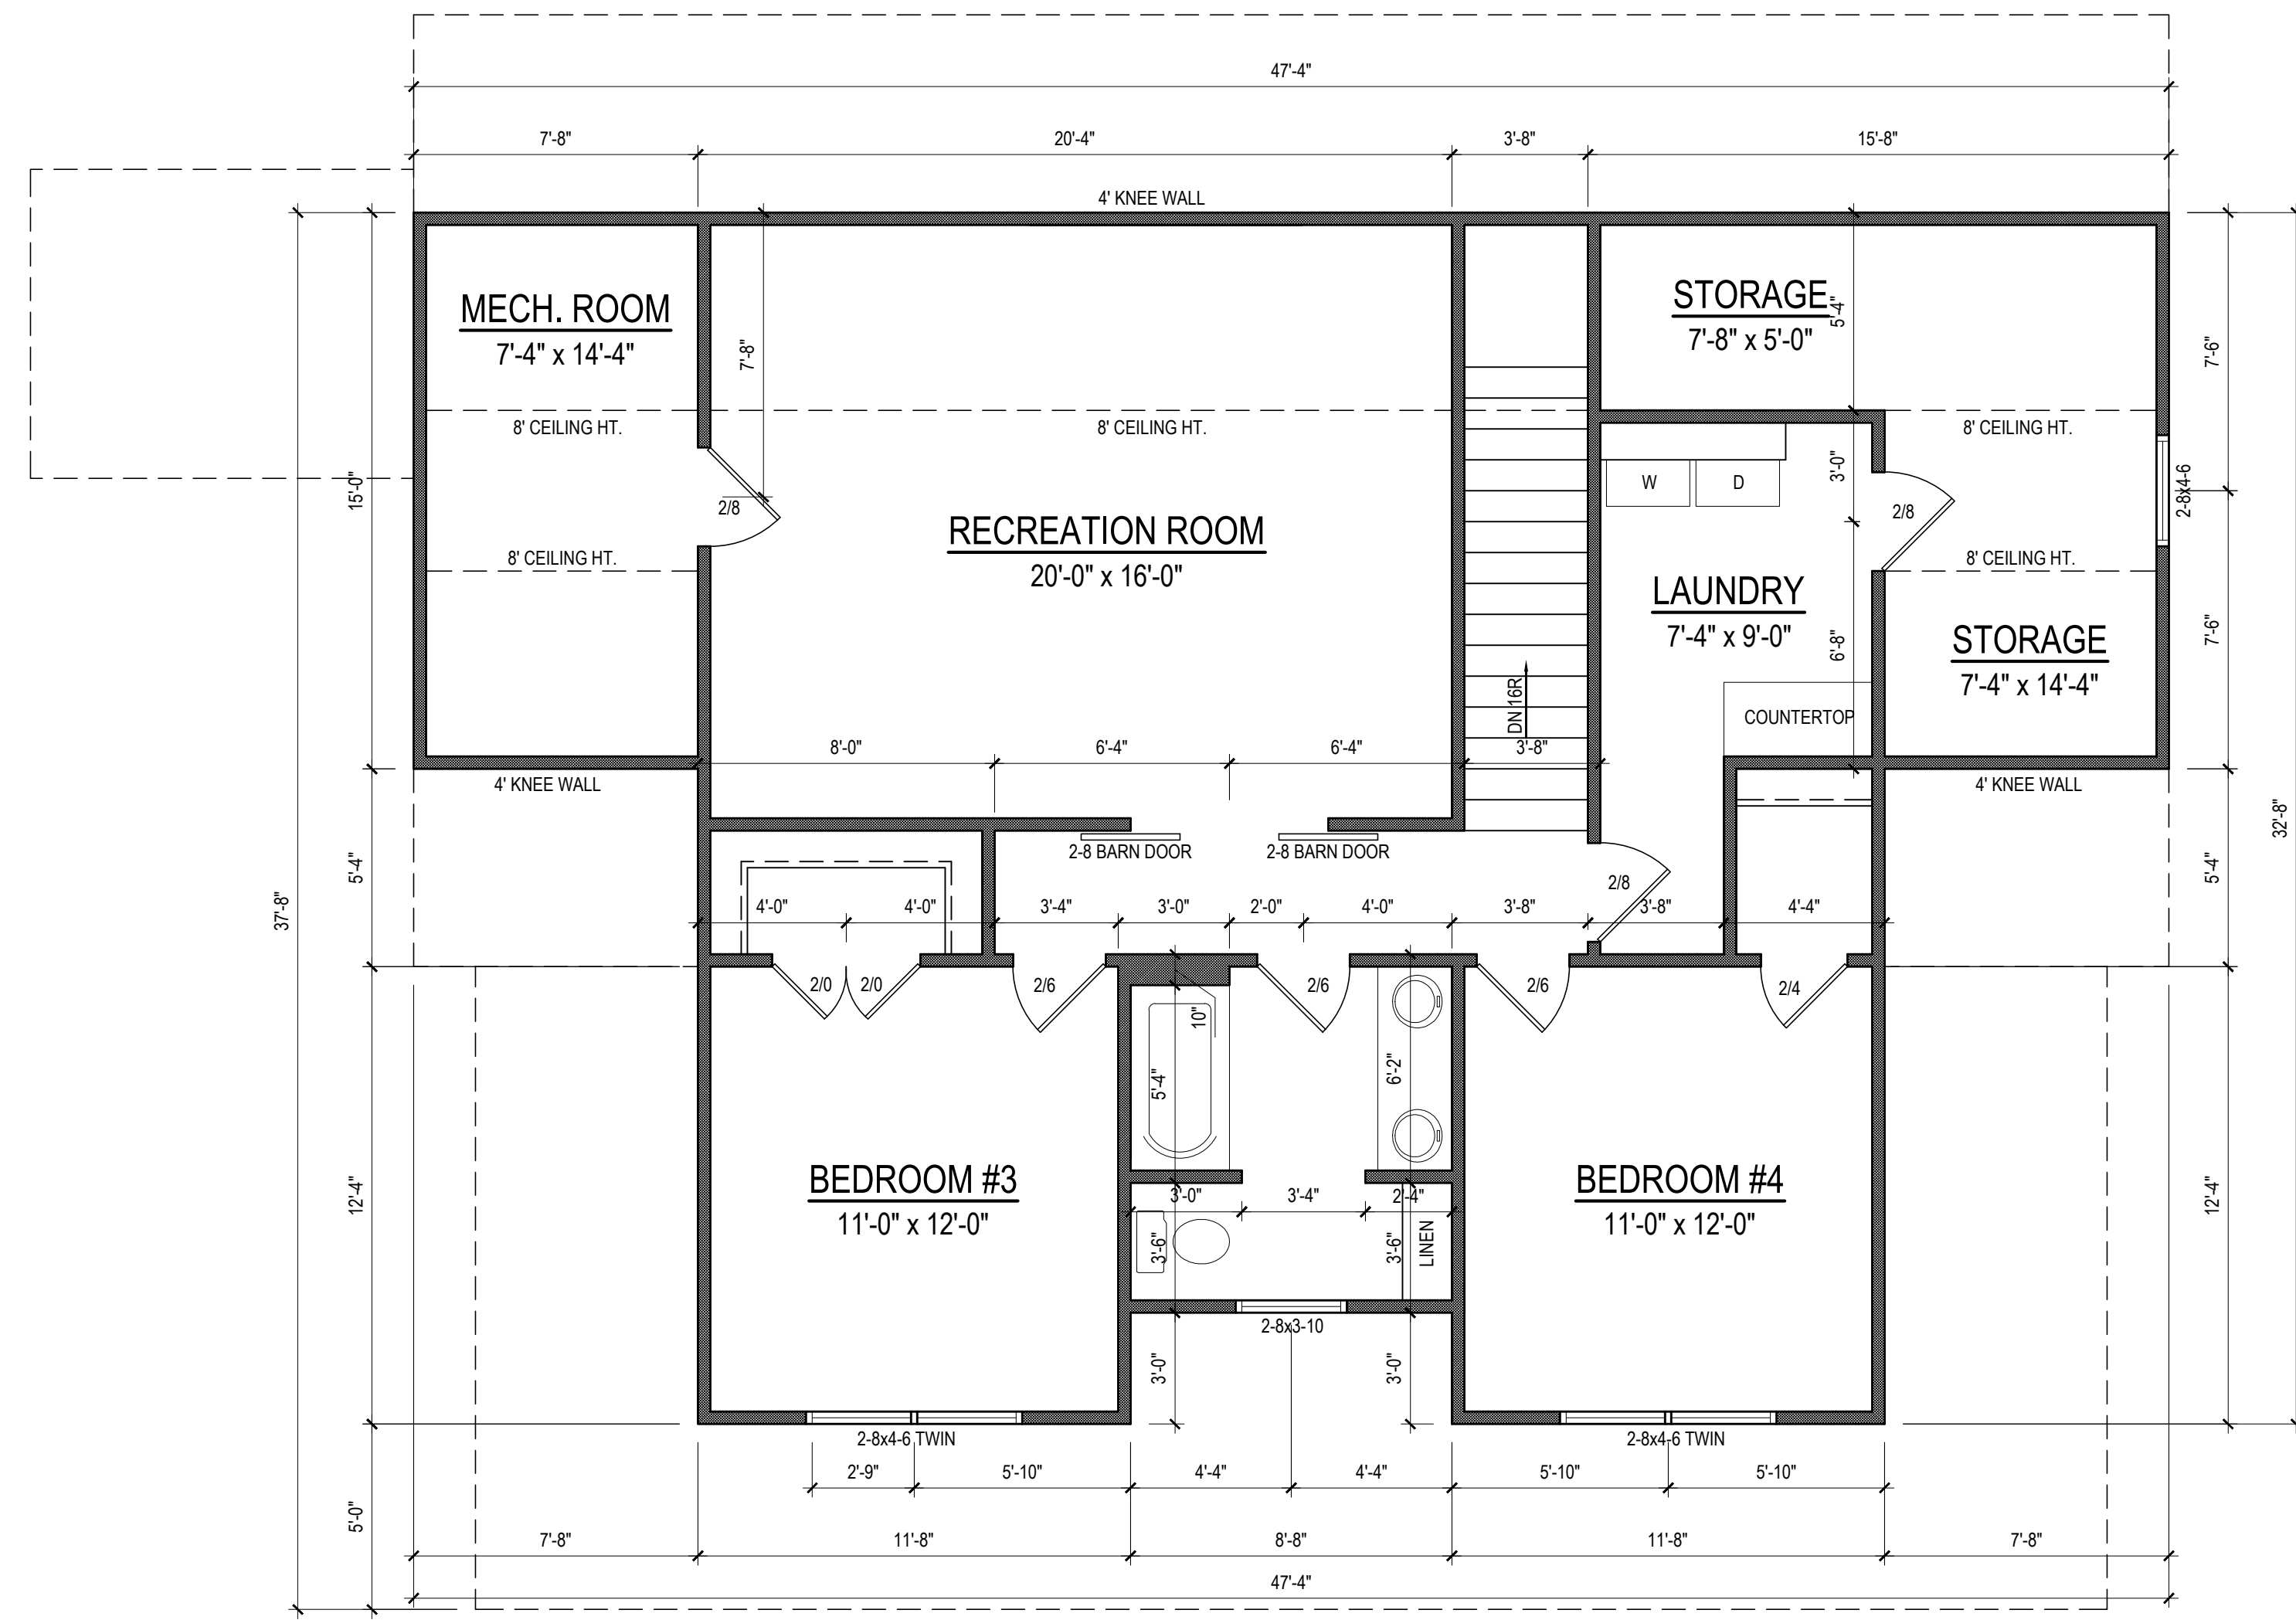 47'-4"
7'-8"
20'-4"
3'-8"
15'-8"
4' KNEE WALL
MECH. ROOM
7'-4" x 14'-4"
7'-8"
STORAGE
7'-8" x 5'-0"
5'-4"
7'-6"
8' CEILING HT.
8' CEILING HT.
8' CEILING HT.
15'-0"
2/8
W
D
3'-0"
2/8
2-8x4-6
RECREATION ROOM
20'-0" x 16'-0"
8' CEILING HT.
8' CEILING HT.
LAUNDRY
7'-4" x 9'-0"
6'-8"
7'-6"
STORAGE
7'-4" x 14'-4"
DN 16R
COUNTERTOP
8'-0"
6'-4"
6'-4"
3'-8"
4' KNEE WALL
4' KNEE WALL
32'-8"
2-8 BARN DOOR
2-8 BARN DOOR
5'-4"
5'-4"
2/8
37'-8"
4'-0"
4'-0"
3'-4"
3'-0"
2'-0"
4'-0"
3'-8"
3'-8"
4'-4"
2/0
2/0
2/6
2/6
2/6
2/4
10"
5'-4"
6'-2"
BEDROOM #3
11'-0" x 12'-0"
BEDROOM #4
11'-0" x 12'-0"
12'-4"
12'-4"
3'-0"
3'-4"
2'-4"
3'-6"
3'-6"
LINEN
2-8x3-10
3'-0"
3'-0"
2-8x4-6 TWIN
2-8x4-6 TWIN
2'-9"
5'-10"
4'-4"
4'-4"
5'-10"
5'-10"
5'-0"
7'-8"
11'-8"
8'-8"
11'-8"
7'-8"
47'-4"